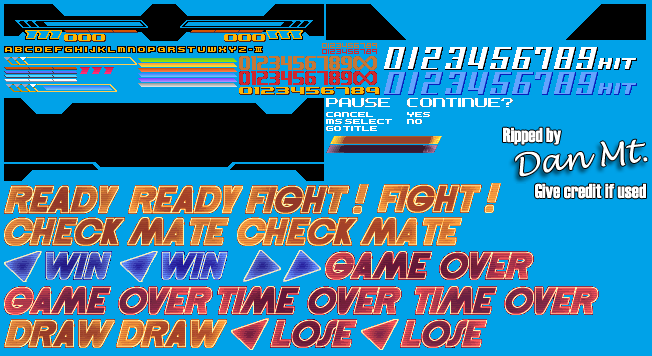 000 000
ABCDEFGHIJKLMNOPQRSTUVWXYZ-
0123456789∞
0123456789∞
0123456789
0123456789HIT
0123456789HIT
PAUSE CONTINUE?
CANCEL YES
MS SELECT NO
GO TITLE
Ripped by
Dan Mt.
Give credit if used
READY READY FIGHT! FIGHT!
CHECK MATE CHECK MATE
WIN WIN GAME OVER
GAME OVER TIME OVER TIME OVER
DRAW DRAW LOSE LOSE